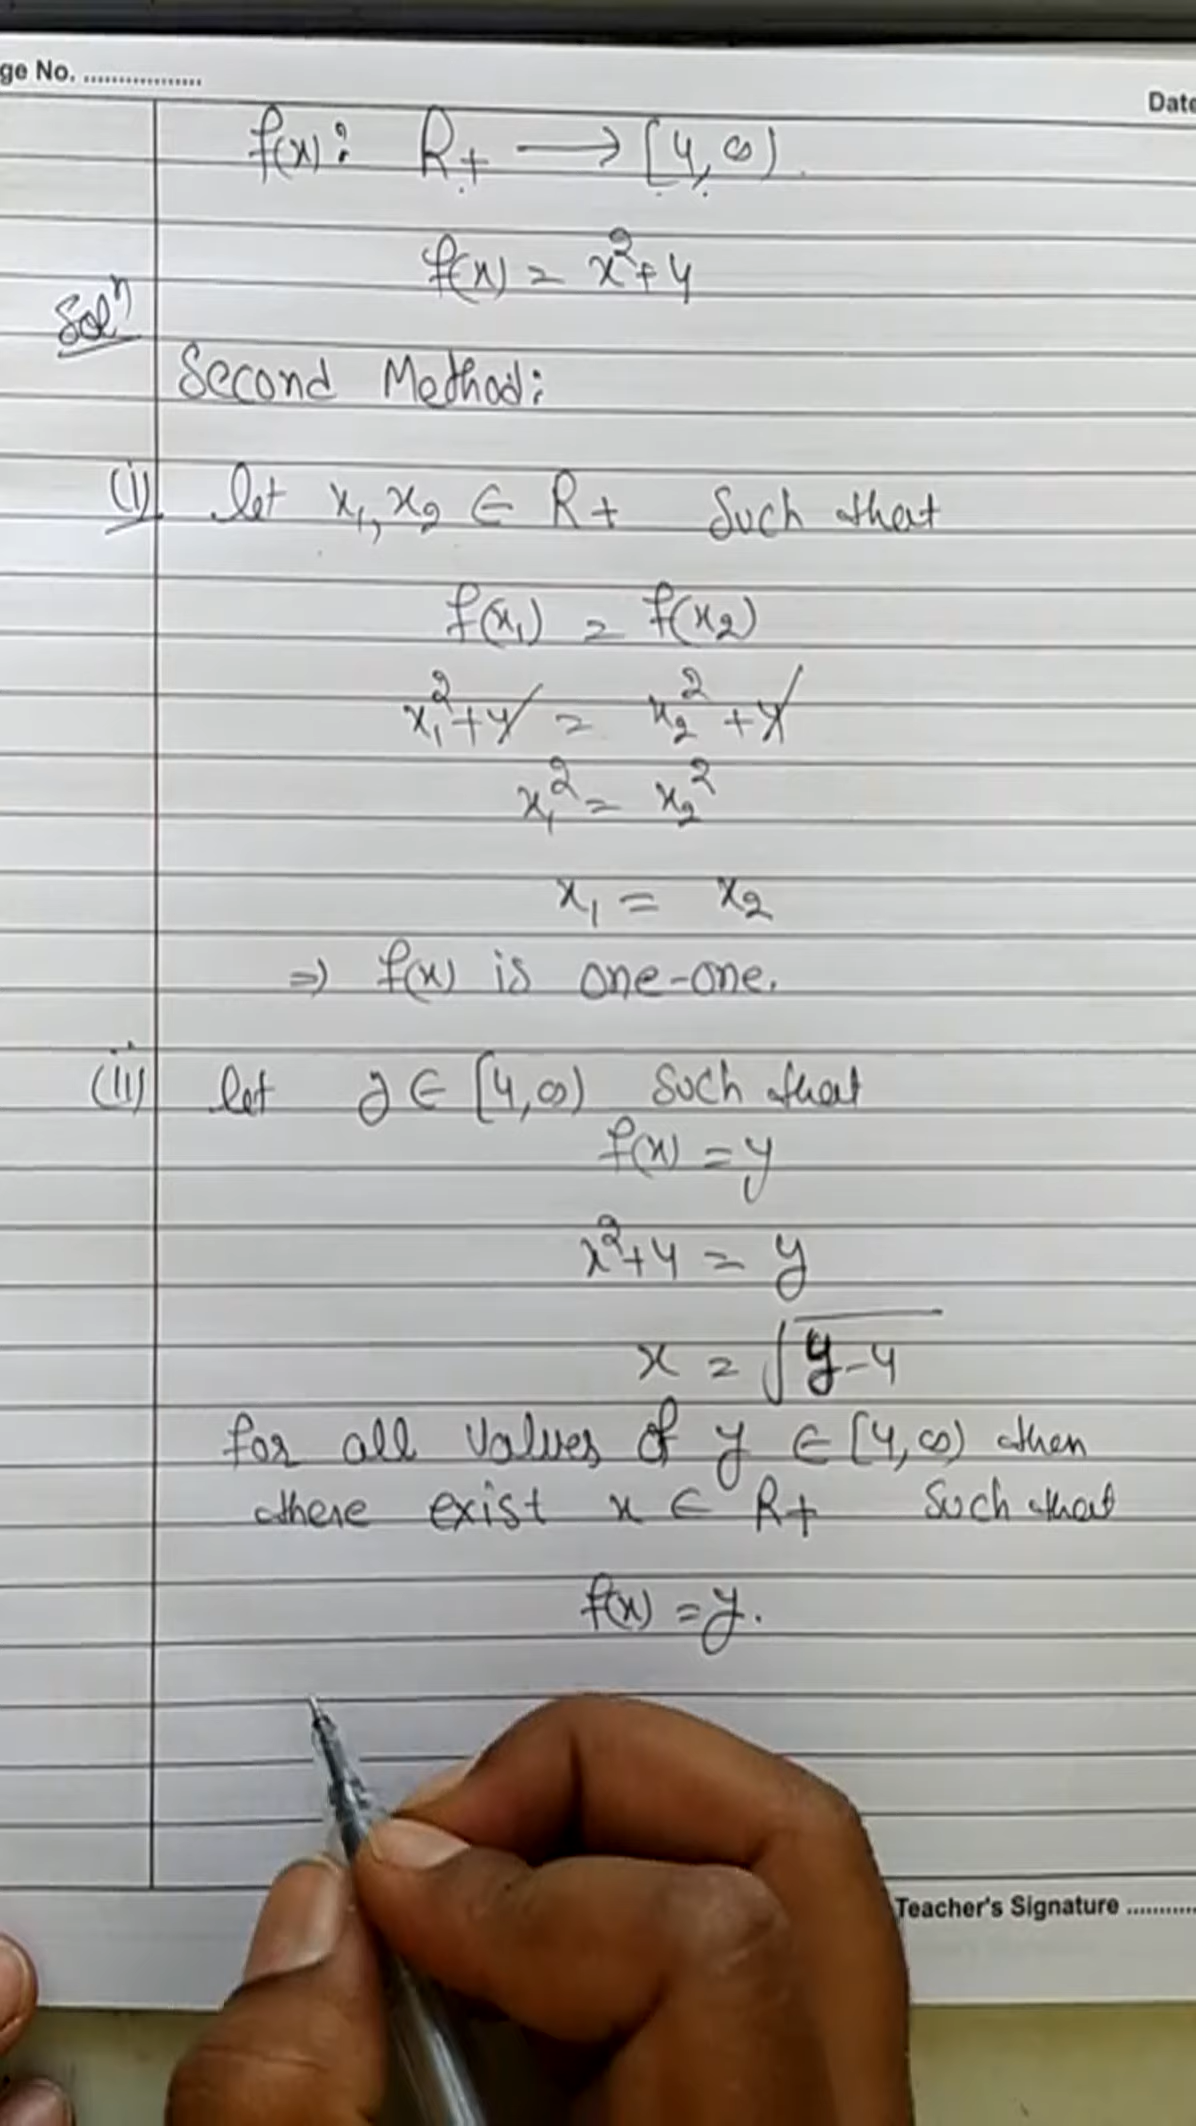 ge No. .................
Date
f(x): R+ → [4, ∞)
f(x) = x²+4
Solⁿ
Second Method:
(i) let x₁, x₂ ∈ R+ Such that
f(x₁) = f(x₂)
x₁²+4 = x₂²+4
x₁² = x₂²
x₁ = x₂
⇒ f(x) is one-one.
(ii) let y ∈ [4, ∞) such that
f(x) = y
x²+4 = y
x = √y-4
for all values of y ∈ [4, ∞) then
there exist x ∈ R+ Such that
f(x) = y.
Teacher's Signature ...........